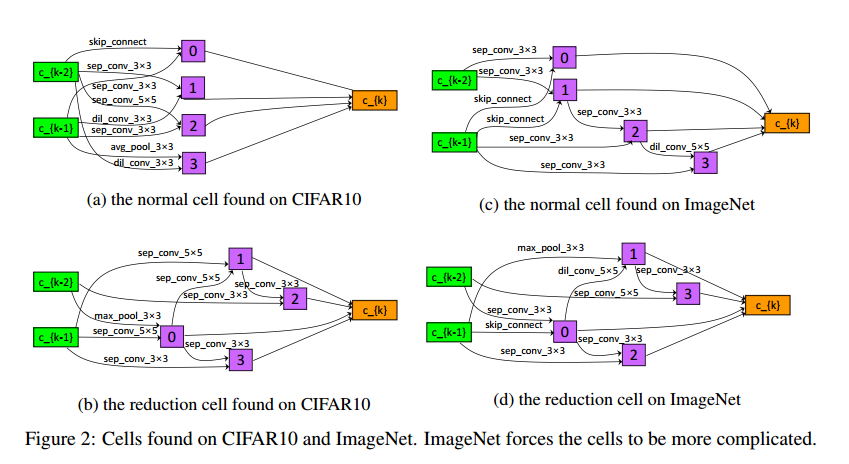 skip_connect
0
c_{k-2}
sep_conv_3×3
sep_conv_3×3
1
sep_conv_5×5
c_{k}
c_{k-1}
dil_conv_3×3
sep_conv_3×3
2
avg_pool_3×3
dil_conv_3×3
3
(a) the normal cell found on CIFAR10
sep_conv_3×3
0
c_{k-2}
sep_conv_3×3
1
skip_connect
skip_connect
sep_conv_3×3
2
c_{k}
c_{k-1}
sep_conv_3×3
dil_conv_5×5
sep_conv_3×3
3
(c) the normal cell found on ImageNet
sep_conv_5×5
1
c_{k-2}
sep_conv_5×5
sep_conv_3×3
sep_conv_3×3
2
max_pool_3×3
c_{k}
c_{k-1}
sep_conv_5×5
0
sep_conv_3×3
sep_conv_3×3
3
(b) the reduction cell found on CIFAR10
max_pool_3×3
1
c_{k-2}
dil_conv_5×5
sep_conv_3×3
sep_conv_5×5
3
sep_conv_3×3
c_{k}
c_{k-1}
skip_connect
0
sep_conv_3×3
sep_conv_3×3
2
(d) the reduction cell on ImageNet
Figure 2: Cells found on CIFAR10 and ImageNet. ImageNet forces the cells to be more complicated.